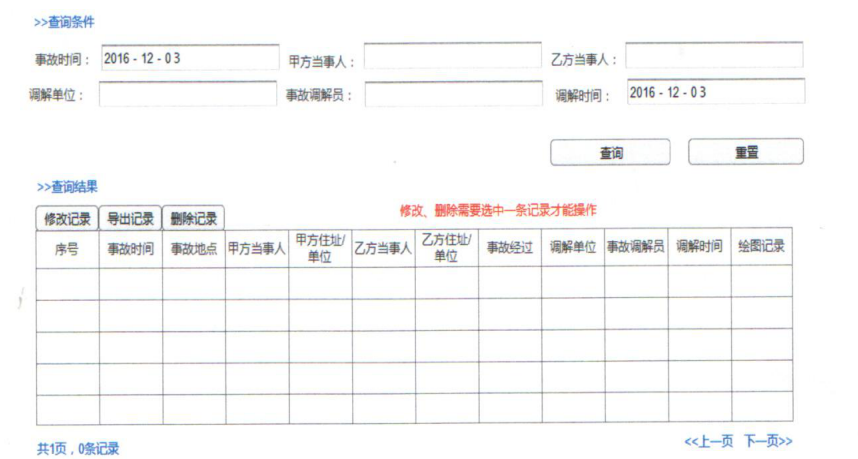 >>查询条件
事故时间： 2016 - 12 - 03 甲方当事人： 乙方当事人：
调解单位： 事故调解员： 调解时间： 2016 - 12 - 03
查询 重置
>>查询结果
修改记录 导出记录 删除记录 修改、删除需要选中一条记录才能操作
序号 事故时间 事故地点 甲方当事人 甲方住址/单位 乙方当事人 乙方住址/单位 事故经过 调解单位 事故调解员 调解时间 绘图记录
共1页，0条记录 <<上一页 下一页>>